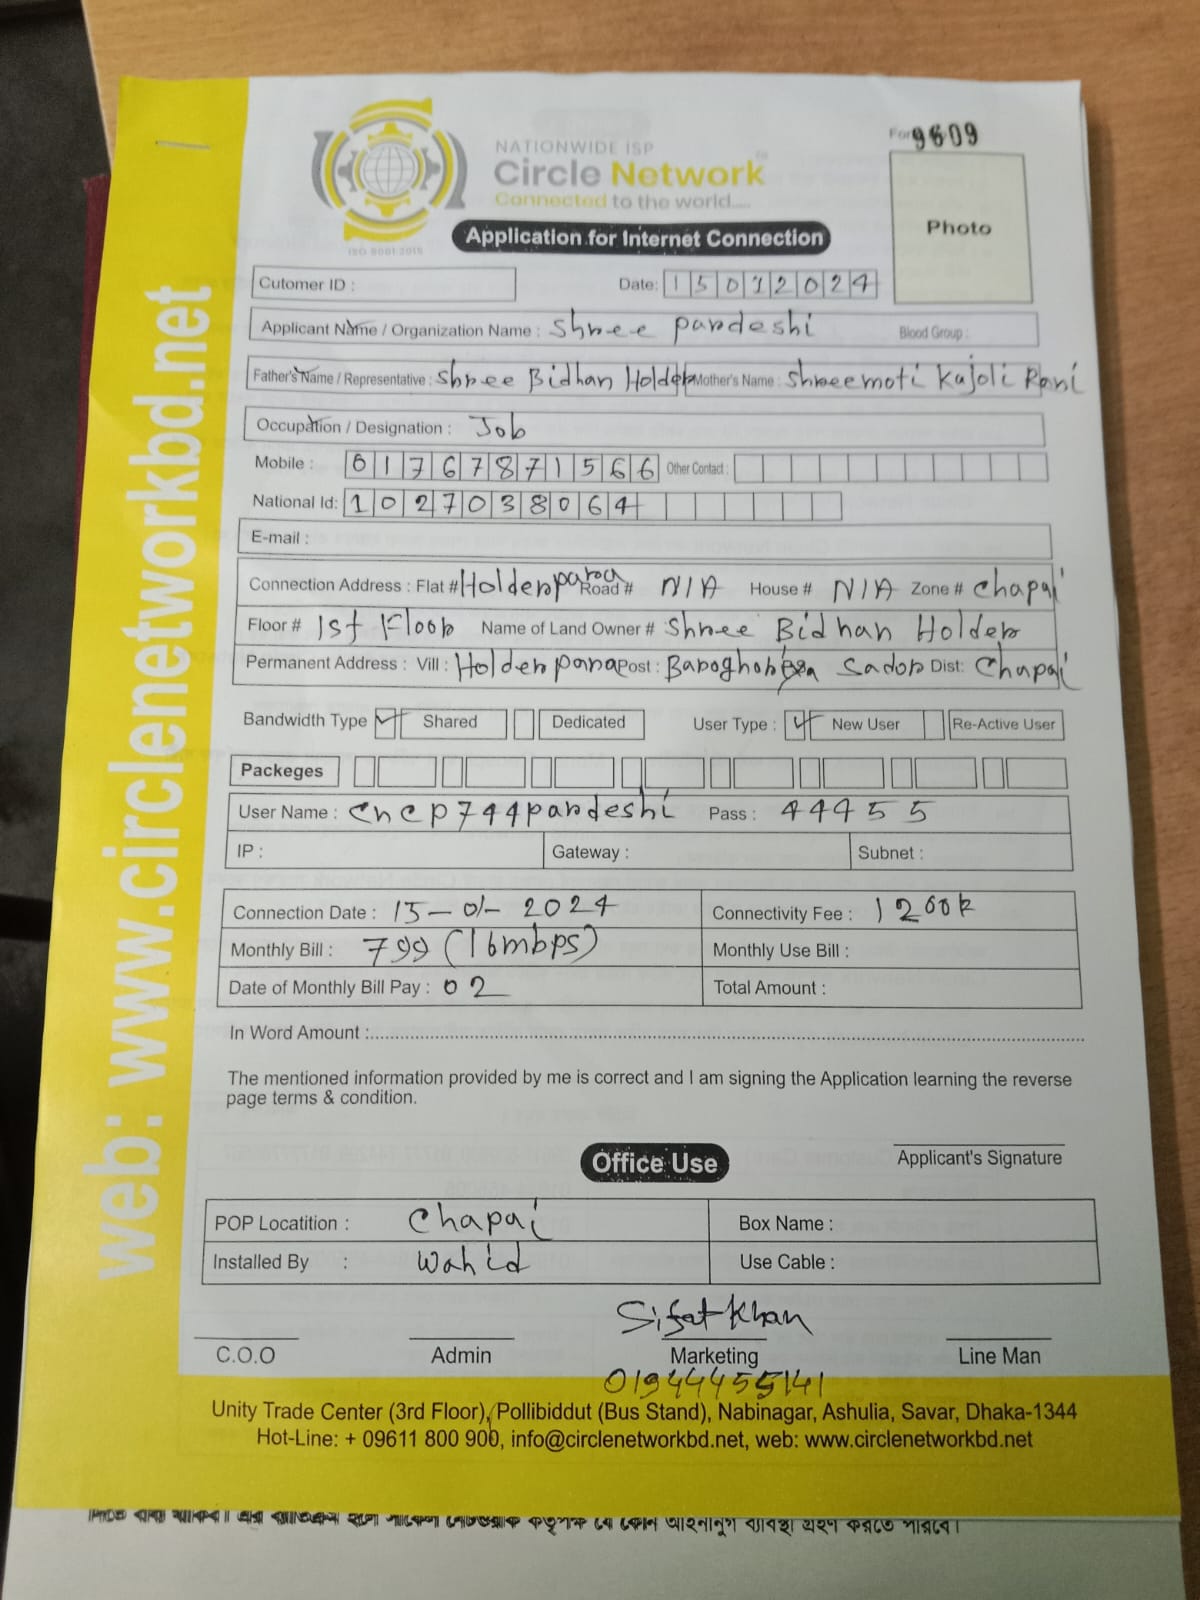 NATIONWIDE ISP
Circle Network
Connected to the world.....
ISO 9001:2015
9609
Photo
Application for Internet Connection
Cutomer ID :
Date: 15012024
Applicant Name / Organization Name : Shree pardeshi Blood Group :
Father's Name / Representative : Shree Bidhan Holder Mother's Name : Shreemoti Kajoli Rani
Occupation / Designation : Job
Mobile : 01767871566 Other Contact :
National Id: 1027038064
E-mail :
Connection Address : Flat # Holderpara Road # N/A House # N/A Zone # Chapai
Floor # 1st Floor Name of Land Owner # Shree Bidhan Holder
Permanent Address : Vill : Holderpara Post : Sador Dist: Chapai
Bandwidth Type Shared Dedicated User Type : New User Re-Active User
Packeges
User Name : cncp744pardeshi Pass : 44455
IP : Gateway : Subnet :
Connection Date : 15-01-2024 Connectivity Fee : 1200k
Monthly Bill : 799 (16mbps) Monthly Use Bill :
Date of Monthly Bill Pay : 02 Total Amount :
In Word Amount :
The mentioned information provided by me is correct and I am signing the Application learning the reverse
page terms & condition.
Applicant's Signature
Office Use
POP Locatition : Chapai Box Name :
Installed By : Wahid Use Cable :
Sifat Khan
C.O.O Admin Marketing Line Man
01944455141
Unity Trade Center (3rd Floor), Pollibiddut (Bus Stand), Nabinagar, Ashulia, Savar, Dhaka-1344
Hot-Line: + 09611 800 900, info@circlenetworkbd.net, web: www.circlenetworkbd.net
web: www.circlenetworkbd.net